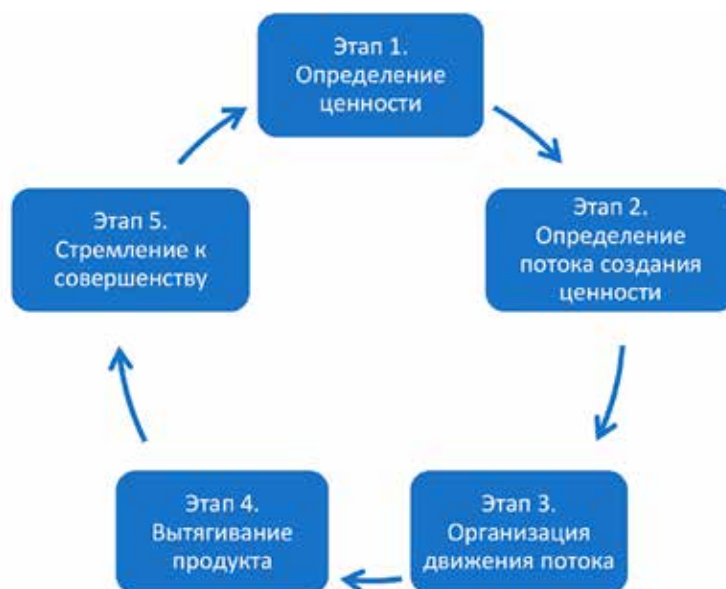 Этап 1.
Определение
ценности
Этап 2.
Определение
потока создания
ценности
Этап 3.
Организация
движения потока
Этап 4.
Вытягивание
продукта
Этап 5.
Стремление к
совершенству